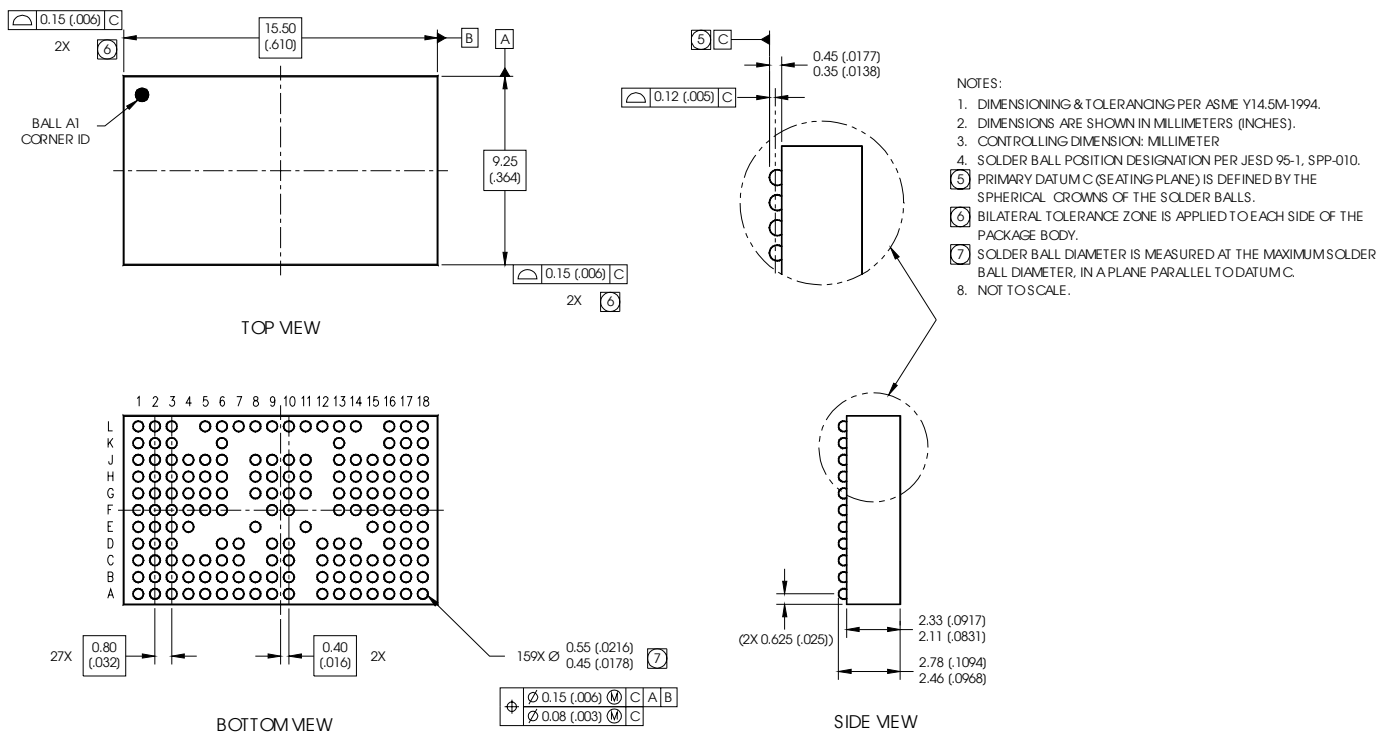 0.15 (.006) C
2X 6
15.50
(.610)
B
A
BALL A1
CORNER ID
9.25
(.364)
0.15 (.006) C
2X 6
TOP VIEW
5 C
0.45 (.0177)
0.35 (.0138)
0.12 (.005) C
NOTES:
1. DIMENSIONING & TOLERANCING PER ASME Y14.5M-1994.
2. DIMENSIONS ARE SHOWN IN MILLIMETERS (INCHES).
3. CONTROLLING DIMENSION: MILLIMETER
4. SOLDER BALL POSITION DESIGNATION PER JESD 95-1, SPP-010.
5 PRIMARY DATUM C (SEATING PLANE) IS DEFINED BY THE
SPHERICAL CROWNS OF THE SOLDER BALLS.
6 BILATERAL TOLERANCE ZONE IS APPLIED TO EACH SIDE OF THE
PACKAGE BODY.
7 SOLDER BALL DIAMETER IS MEASURED AT THE MAXIMUM SOLDER
BALL DIAMETER, IN A PLANE PARALLEL TO DATUM C.
8. NOT TO SCALE.
1 2 3 4 5 6 7 8 9 10 11 12 13 14 15 16 17 18
L
K
J
H
G
F
E
D
C
B
A
27X
0.80
(.032)
0.40
(.016)
2X
159X Ø 0.55 (.0216)
0.45 (.0178)
7
Ø 0.15 (.006) Ⓜ C A B
Ø 0.08 (.003) Ⓜ C
BOTTOM VIEW
(2X 0.625 (.025))
2.33 (.0917)
2.11 (.0831)
2.78 (.1094)
2.46 (.0968)
SIDE VIEW